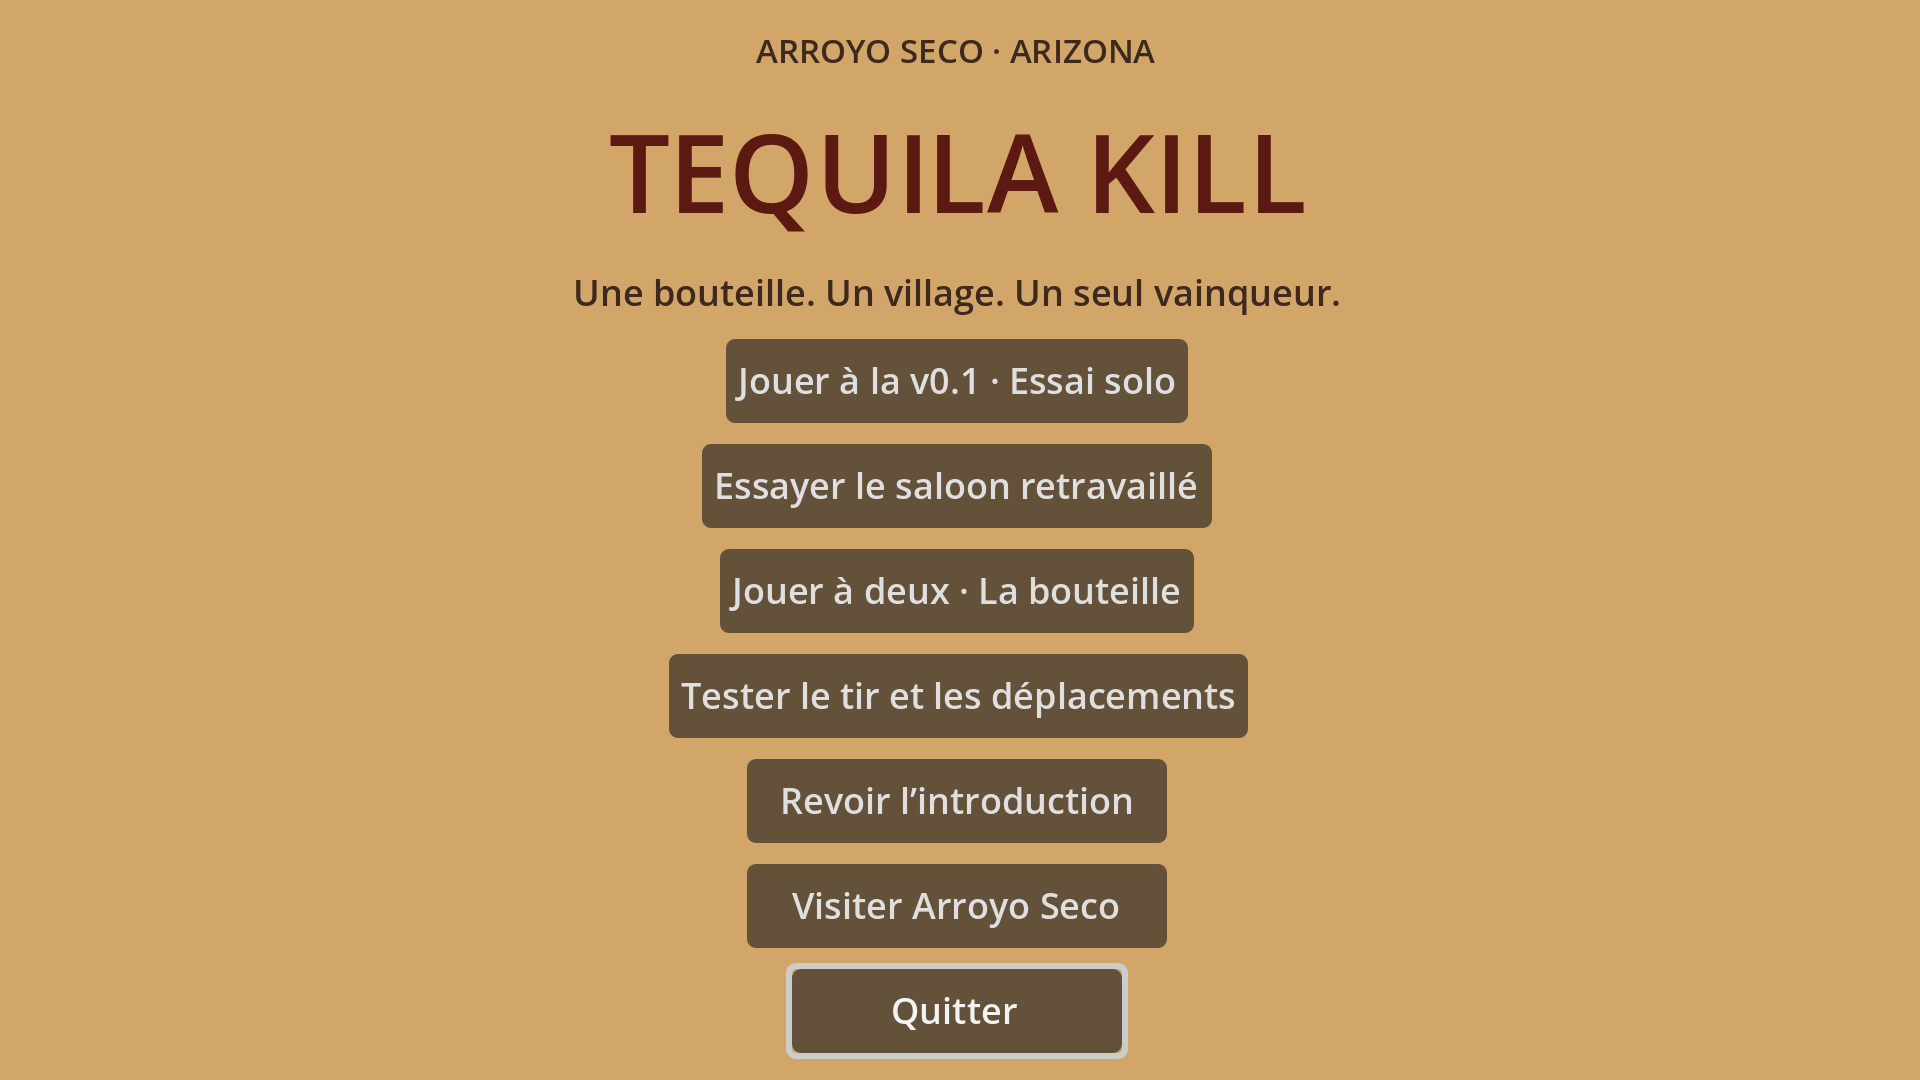 ARROYO SECO · ARIZONA
TEQUILA KILL
Une bouteille. Un village. Un seul vainqueur.
Jouer à la v0.1 · Essai solo
Essayer le saloon retravaillé
Jouer à deux · La bouteille
Tester le tir et les déplacements
Revoir l’introduction
Visiter Arroyo Seco
Quitter